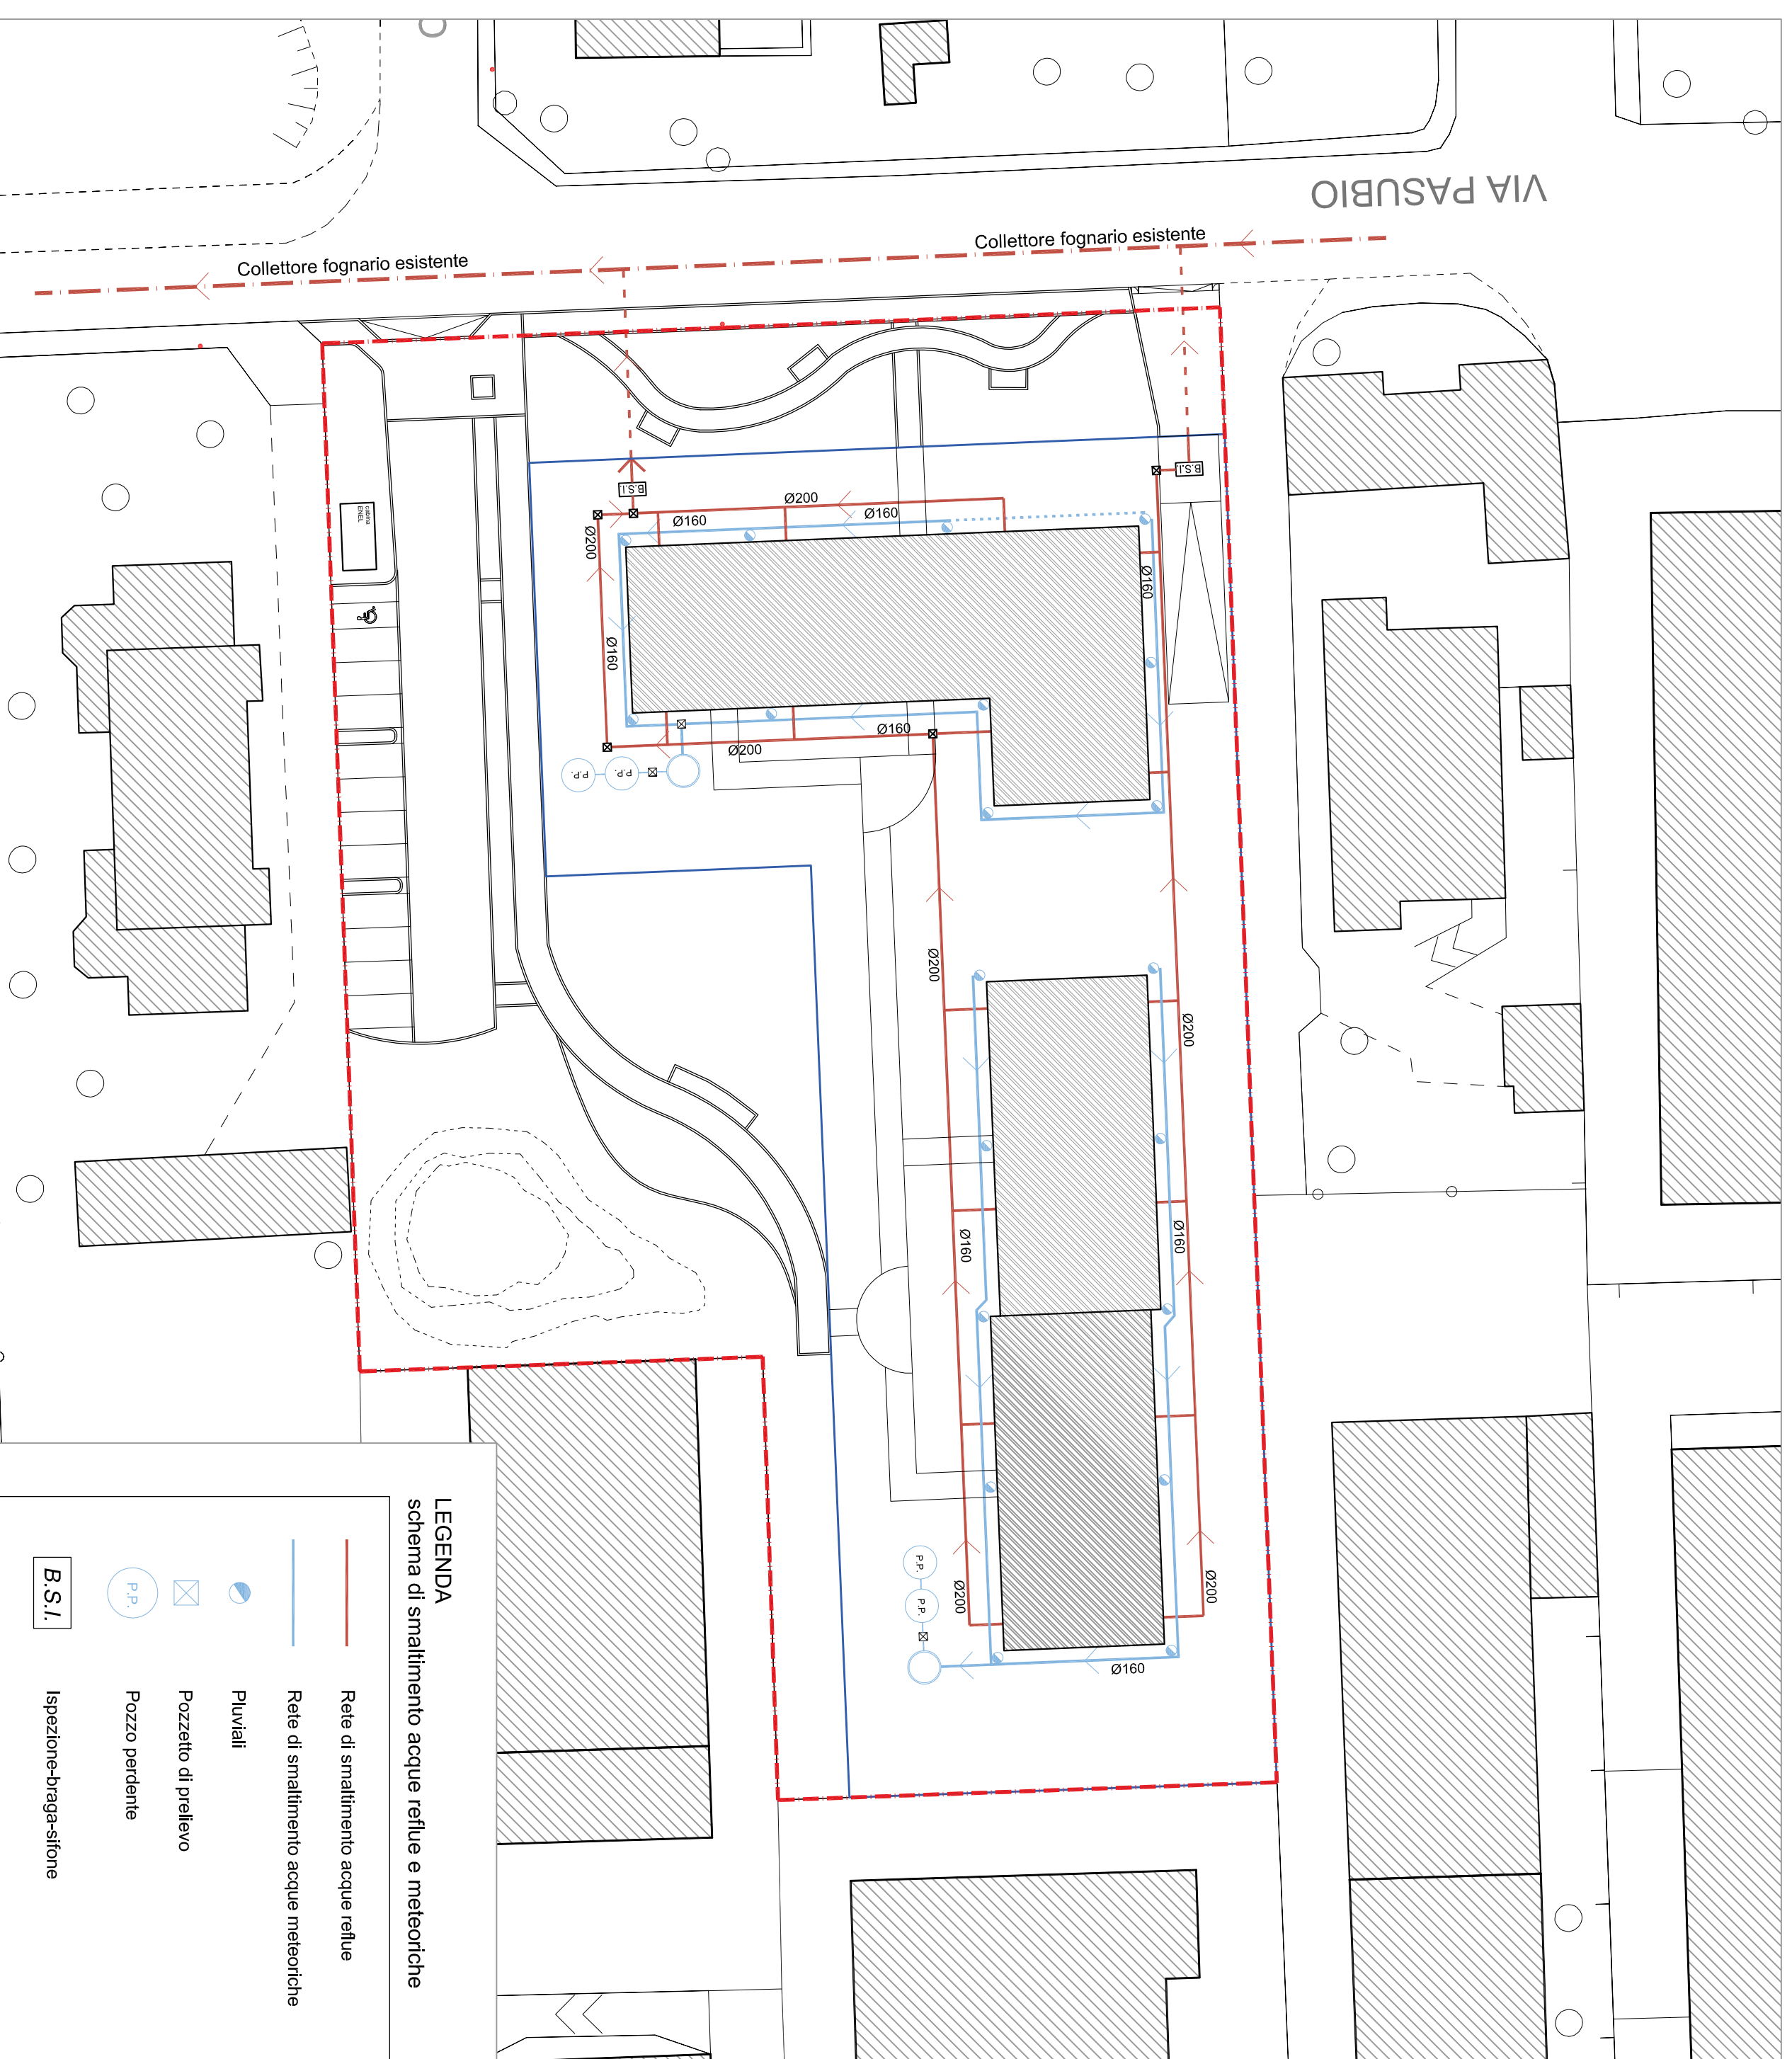 VIA PASUBIO
Collettore fognario esistente
Collettore fognario esistente
B.S.I.
B.S.I.
Ø200
Ø160
Ø160
Ø200
Ø160
Ø160
Ø160
Ø200
cabina
ENEL
P.P.
P.P.
Ø200
Ø200
Ø160
Ø160
Ø200
Ø200
P.P.
P.P.
Ø160
LEGENDA
schema di smaltimento acque reflue e meteoriche
Rete di smaltimento acque reflue
Rete di smaltimento acque meteoriche
Pluviali
Pozzetto di prelievo
P.P.
Pozzo perdente
B.S.I.
Ispezione-braga-sifone